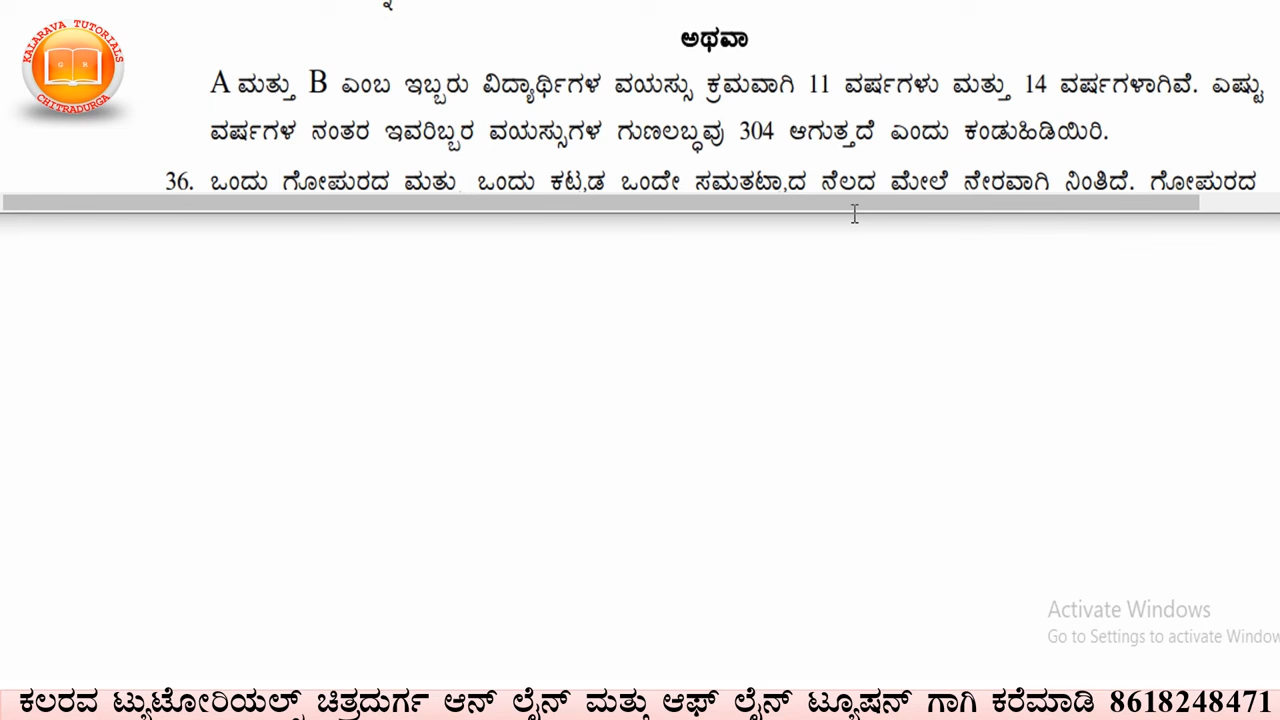 KALARAVA TUTORIALS
G R
CHITRADURGA
ಅಥವಾ
A ಮತ್ತು B ಎಂಬ ಇಬ್ಬರು ವಿದ್ಯಾರ್ಥಿಗಳ ವಯಸ್ಸು ಕ್ರಮವಾಗಿ 11 ವರ್ಷಗಳು ಮತ್ತು 14 ವರ್ಷಗಳಾಗಿವೆ. ಎಷ್ಟು
ವರ್ಷಗಳ ನಂತರ ಇವರಿಬ್ಬರ ವಯಸ್ಸುಗಳ ಗುಣಲಬ್ಧವು 304 ಆಗುತ್ತದೆ ಎಂದು ಕಂಡುಹಿಡಿಯಿರಿ.
36. ಒಂದು ಗೋಪುರದ ಮತ್ತು ಒಂದು ಕಟ್ಟಡ ಒಂದೇ ಸಮತಟ್ಟಾದ ನೆಲದ ಮೇಲೆ ನೇರವಾಗಿ ನಿಂತಿದೆ. ಗೋಪುರದ
Activate Windows
Go to Settings to activate Window
ಕಲರವ ಟ್ಯುಟೋರಿಯಲ್ಸ್ ಚಿತ್ರದುರ್ಗ ಆನ್ ಲೈನ್ ಮತ್ತು ಆಫ್ ಲೈನ್ ಟ್ಯೂಷನ್ ಗಾಗಿ ಕರೆಮಾಡಿ 8618248471